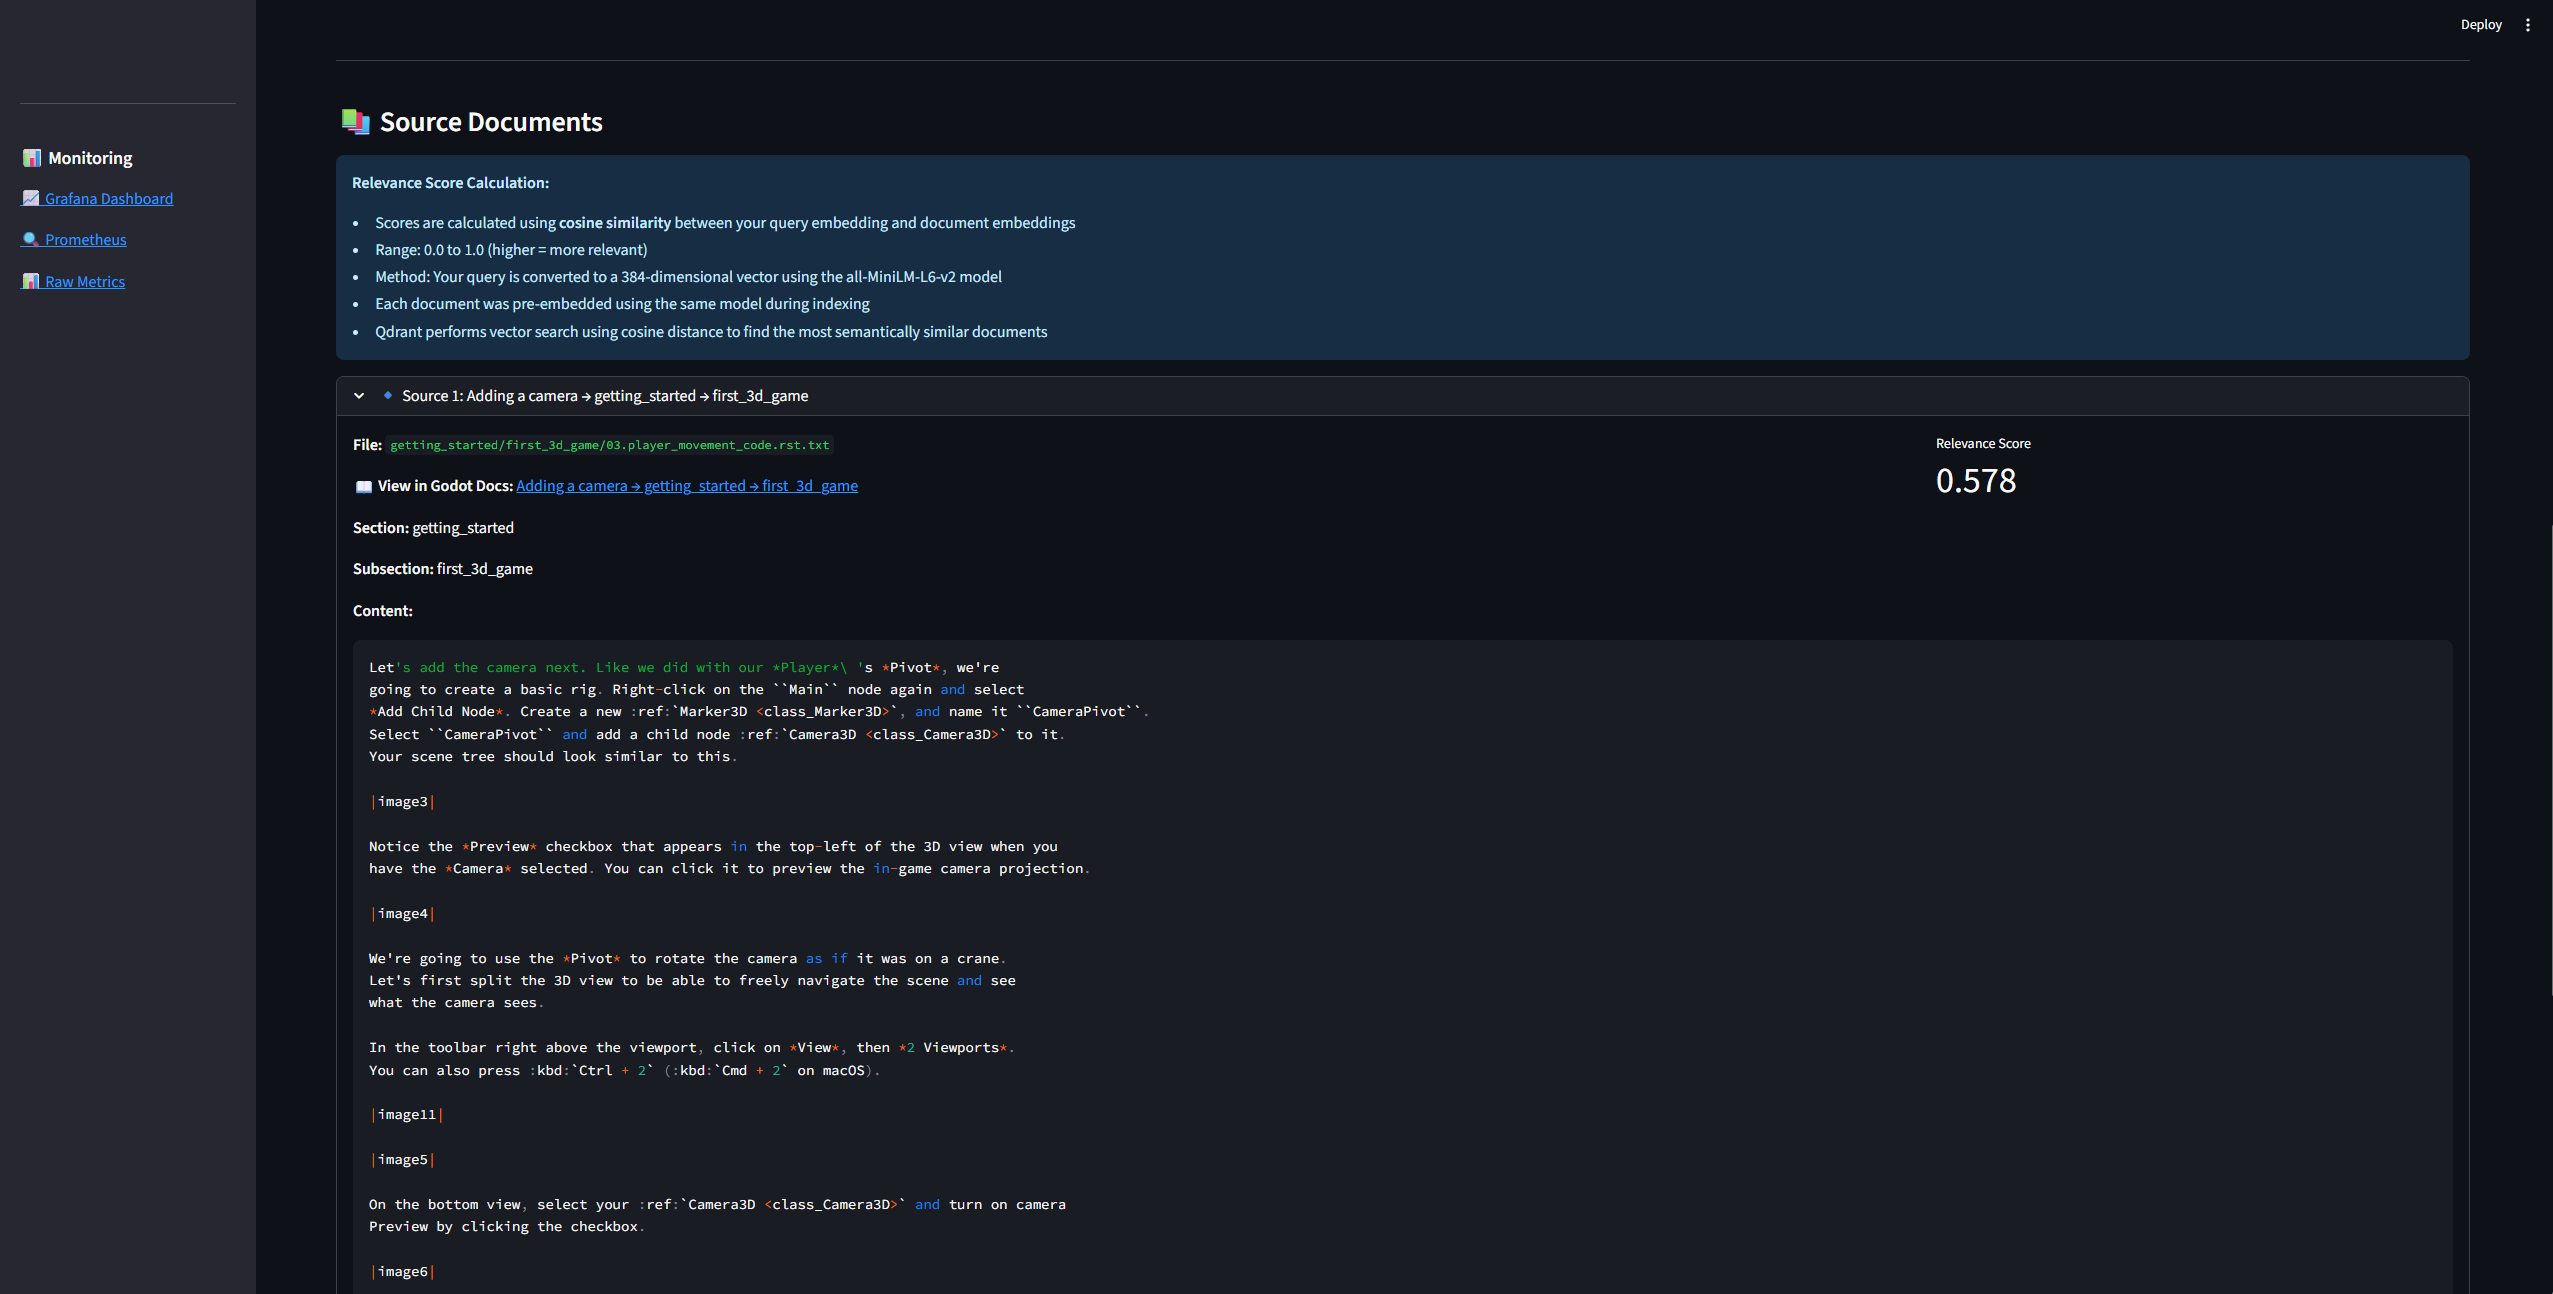 Deploy
📊 Monitoring
📈 Grafana Dashboard
🔍 Prometheus
📊 Raw Metrics
📚 Source Documents
Relevance Score Calculation:
• Scores are calculated using cosine similarity between your query embedding and document embeddings
• Range: 0.0 to 1.0 (higher = more relevant)
• Method: Your query is converted to a 384-dimensional vector using the all-MiniLM-L6-v2 model
• Each document was pre-embedded using the same model during indexing
• Qdrant performs vector search using cosine distance to find the most semantically similar documents
🔹 Source 1: Adding a camera → getting_started → first_3d_game
File: getting_started/first_3d_game/03.player_movement_code.rst.txt
Relevance Score
0.578
📖 View in Godot Docs: Adding a camera → getting_started → first_3d_game
Section: getting_started
Subsection: first_3d_game
Content:
Let's add the camera next. Like we did with our *Player*\ 's *Pivot*, we're
going to create a basic rig. Right-click on the ``Main`` node again and select
*Add Child Node*. Create a new :ref:`Marker3D <class_Marker3D>`, and name it ``CameraPivot``.
Select ``CameraPivot`` and add a child node :ref:`Camera3D <class_Camera3D>` to it.
Your scene tree should look similar to this.
|image3|
Notice the *Preview* checkbox that appears in the top-left of the 3D view when you
have the *Camera* selected. You can click it to preview the in-game camera projection.
|image4|
We're going to use the *Pivot* to rotate the camera as if it was on a crane.
Let's first split the 3D view to be able to freely navigate the scene and see
what the camera sees.
In the toolbar right above the viewport, click on *View*, then *2 Viewports*.
You can also press :kbd:`Ctrl + 2` (:kbd:`Cmd + 2` on macOS).
|image11|
|image5|
On the bottom view, select your :ref:`Camera3D <class_Camera3D>` and turn on camera
Preview by clicking the checkbox.
|image6|